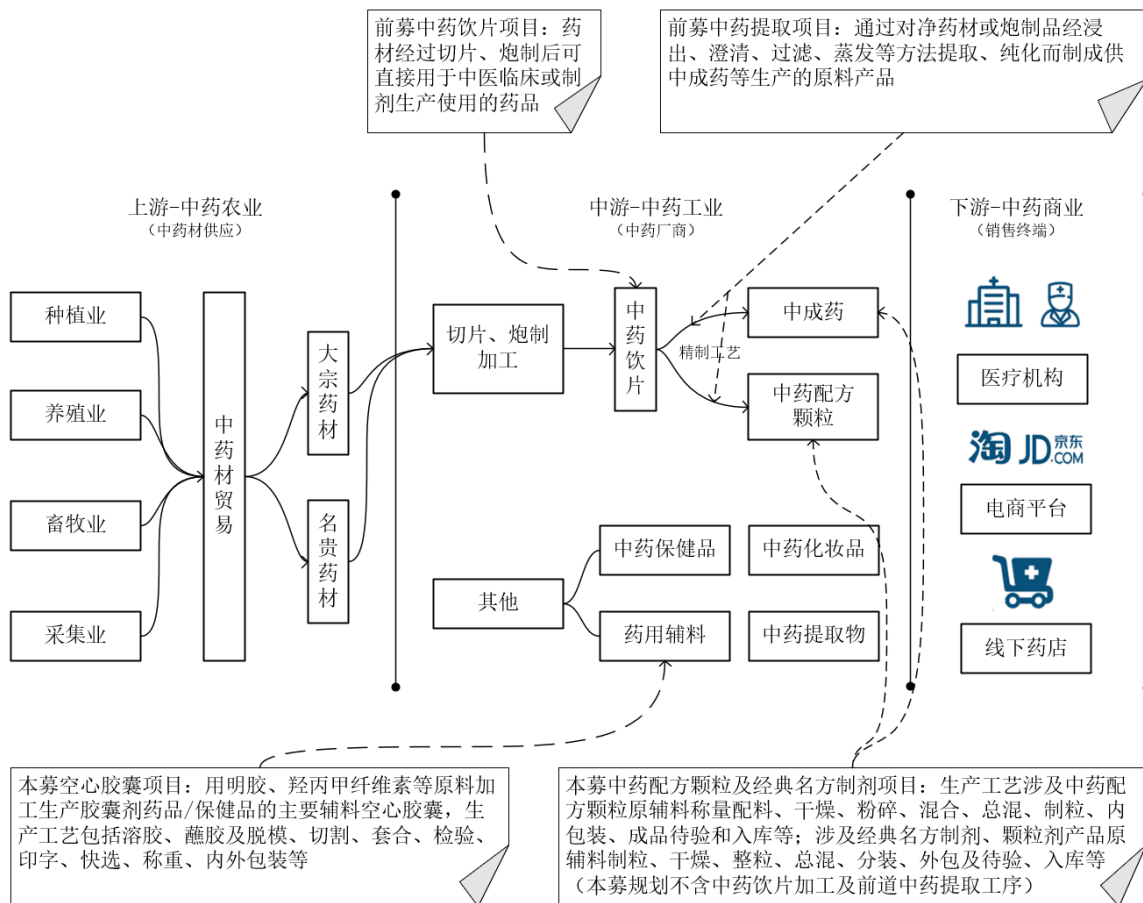 前募中药饮片项目：药
材经过切片、炮制后可
直接用于中医临床或制
剂生产使用的药品
前募中药提取项目：通过对净药材或炮制品经浸
出、澄清、过滤、蒸发等方法提取、纯化而制成供
中成药等生产的原料产品
上游-中药农业
（中药材供应）
中游-中药工业
（中药厂商）
下游-中药商业
（销售终端）
种植业
养殖业
畜牧业
采集业
中药材贸易
大宗药材
名贵药材
切片、炮制
加工
中药饮片
精制工艺
中成药
中药配方
颗粒
其他
中药保健品
中药化妆品
药用辅料
中药提取物
医疗机构
淘 JD 京东
.COM
电商平台
线下药店
本募空心胶囊项目：用明胶、羟丙甲纤维素等原料加
工生产胶囊剂药品/保健品的主要辅料空心胶囊，生
产工艺包括溶胶、蘸胶及脱模、切割、套合、检验、
印字、快选、称重、内外包装等
本募中药配方颗粒及经典名方制剂项目：生产工艺涉及中药配
方颗粒原辅料称量配料、干燥、粉碎、混合、总混、制粒、内
包装、成品待验和入库等；涉及经典名方制剂、颗粒剂产品原
辅料制粒、干燥、整粒、总混、分装、外包及待验、入库等
（本募规划不含中药饮片加工及前道中药提取工序）